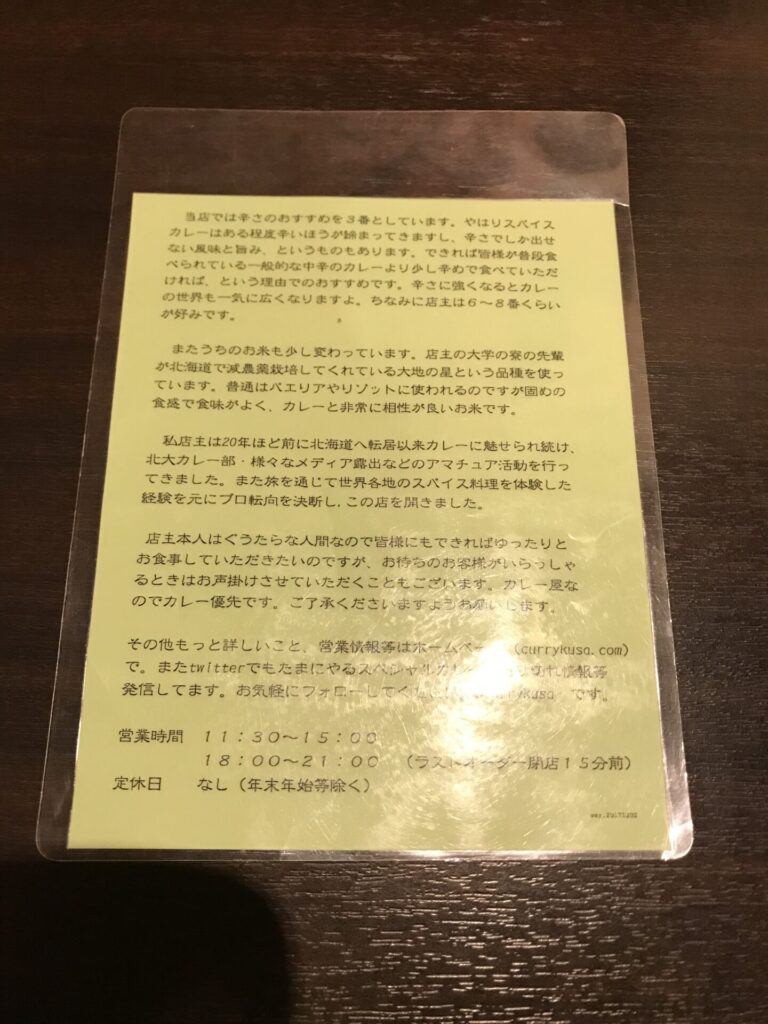 当店では辛さのおすすめを３番としています。やはりスパイス
カレーはある程度辛いほうが締まってきますし、辛さでしか出せ
ない風味と旨み、というものもあります。できれば皆様が普段食
べられている一般的な中辛のカレーより少し辛めで食べていただ
ければ、という理由でのおすすめです。辛さに強くなるとカレー
の世界も一気に広くなりますよ。ちなみに店主は６～８番くらい
が好みです。
またうちのお米も少し変わっています。店主の大学の寮の先輩
が北海道で減農薬栽培してくれている大地の星という品種を使っ
ています。普通はパエリアやリゾットに使われるのですが固めの
食感で食味がよく、カレーと非常に相性が良いお米です。
私店主は20年ほど前に北海道へ転居以来カレーに魅せられ続け、
北大カレー部・様々なメディア露出などのアマチュア活動を行っ
てきました。また旅を通じて世界各地のスパイス料理を体験した
経験を元にプロ転向を決断し、この店を開きました。
店主本人はぐうたらな人間なので皆様にもできればゆったりと
お食事していただきたいのですが、お待ちのお客様がいらっしゃ
るときはお声掛けさせていただくこともございます。カレー屋な
のでカレー優先です。ご了承くださいますようお願いします。
その他もっと詳しいこと、営業情報等はホームページ（currykusa.com）
で。またtwitterでもたまにやるスペシャルカレー 切れ情報等
発信してます。お気軽にフォローしてください です。
営業時間 １１：３０～１５：００
１８：００～２１：００ （ラストオーダー閉店１５分前）
定休日 なし（年末年始等除く）